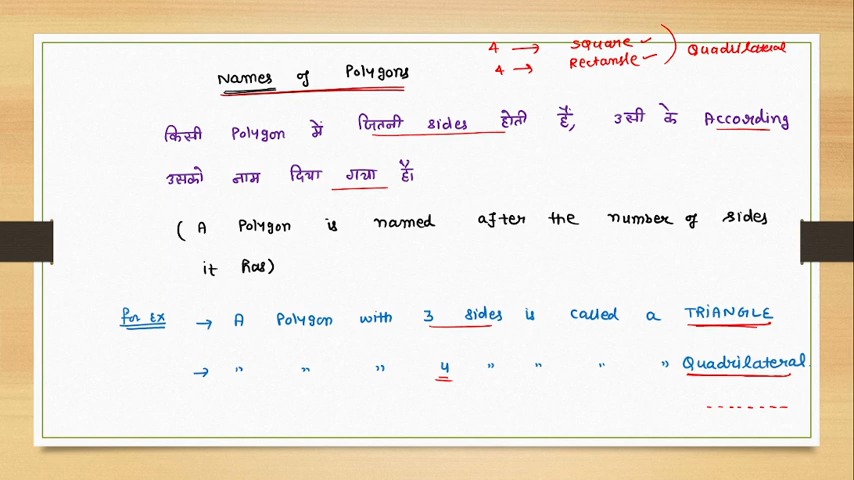 4 → square ✓
4 → Rectangle ✓ ) Quadrilateral
Names of Polygons
किसी Polygon में जितनी sides होती हैं, उसी के According
उसको नाम दिया गया है।
( A Polygon is named after the number of sides
it has)
for Ex → A Polygon with 3 sides is called a TRIANGLE
→ " " " 4 " " " " Quadrilateral.
--------